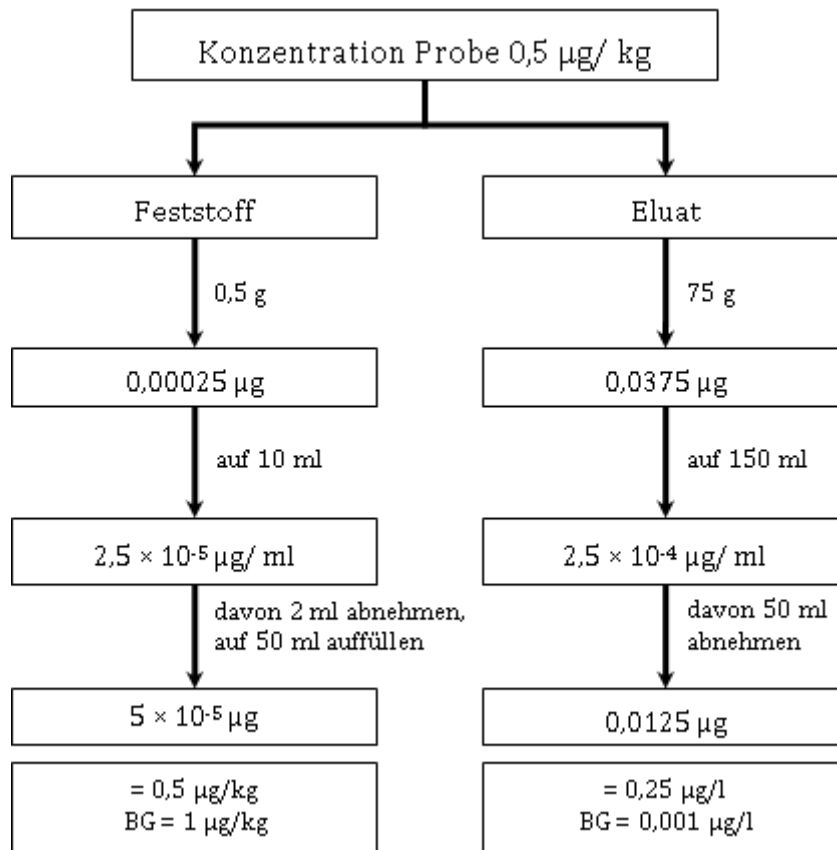 Konzentration Probe 0,5 µg/ kg
Feststoff
0,5 g
0,00025 µg
auf 10 ml
2,5 × 10⁻⁵ µg/ ml
davon 2 ml abnehmen,
auf 50 ml auffüllen
5 × 10⁻⁵ µg
= 0,5 µg/kg
BG = 1 µg/kg
Eluat
75 g
0,0375 µg
auf 150 ml
2,5 × 10⁻⁴ µg/ ml
davon 50 ml
abnehmen
0,0125 µg
= 0,25 µg/l
BG = 0,001 µg/l